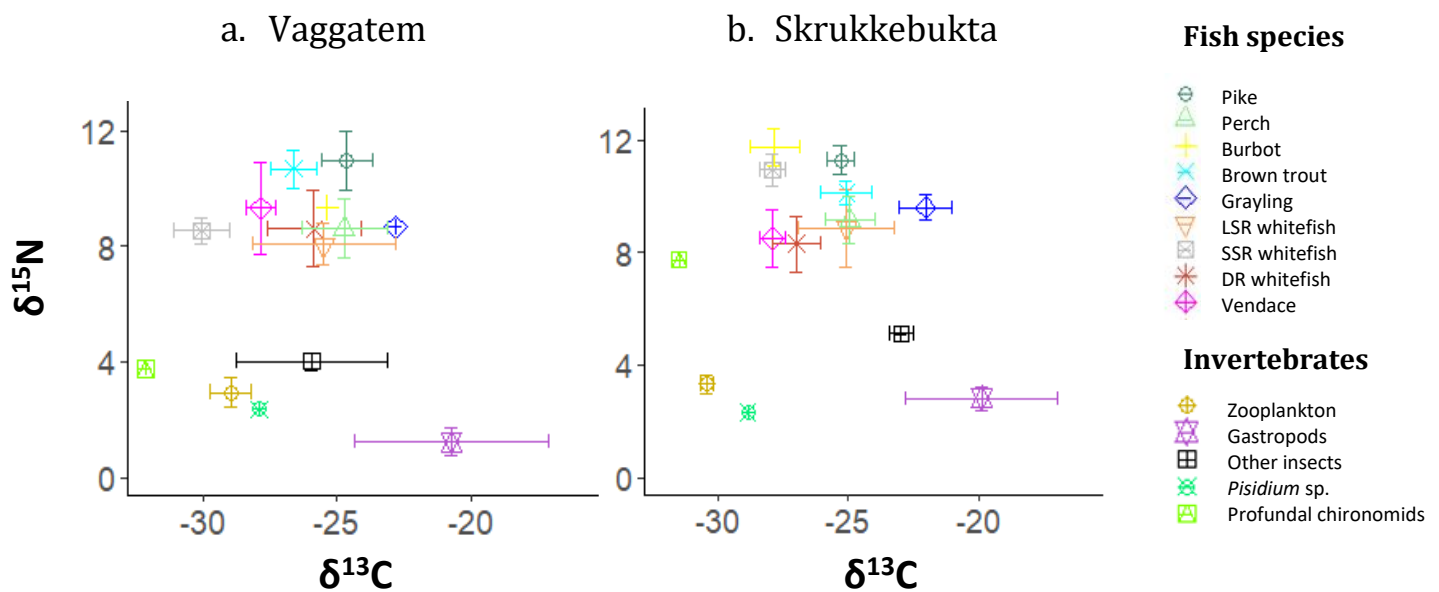 a. Vaggatem
b. Skrukkebukta
Fish species
Pike
Perch
Burbot
Brown trout
Grayling
LSR whitefish
SSR whitefish
DR whitefish
Vendace
Invertebrates
Zooplankton
Gastropods
Other insects
Pisidium sp.
Profundal chironomids
δ¹⁵N
12
8
4
0
-30
-25
-20
δ¹³C
12
8
4
0
-30
-25
-20
δ¹³C